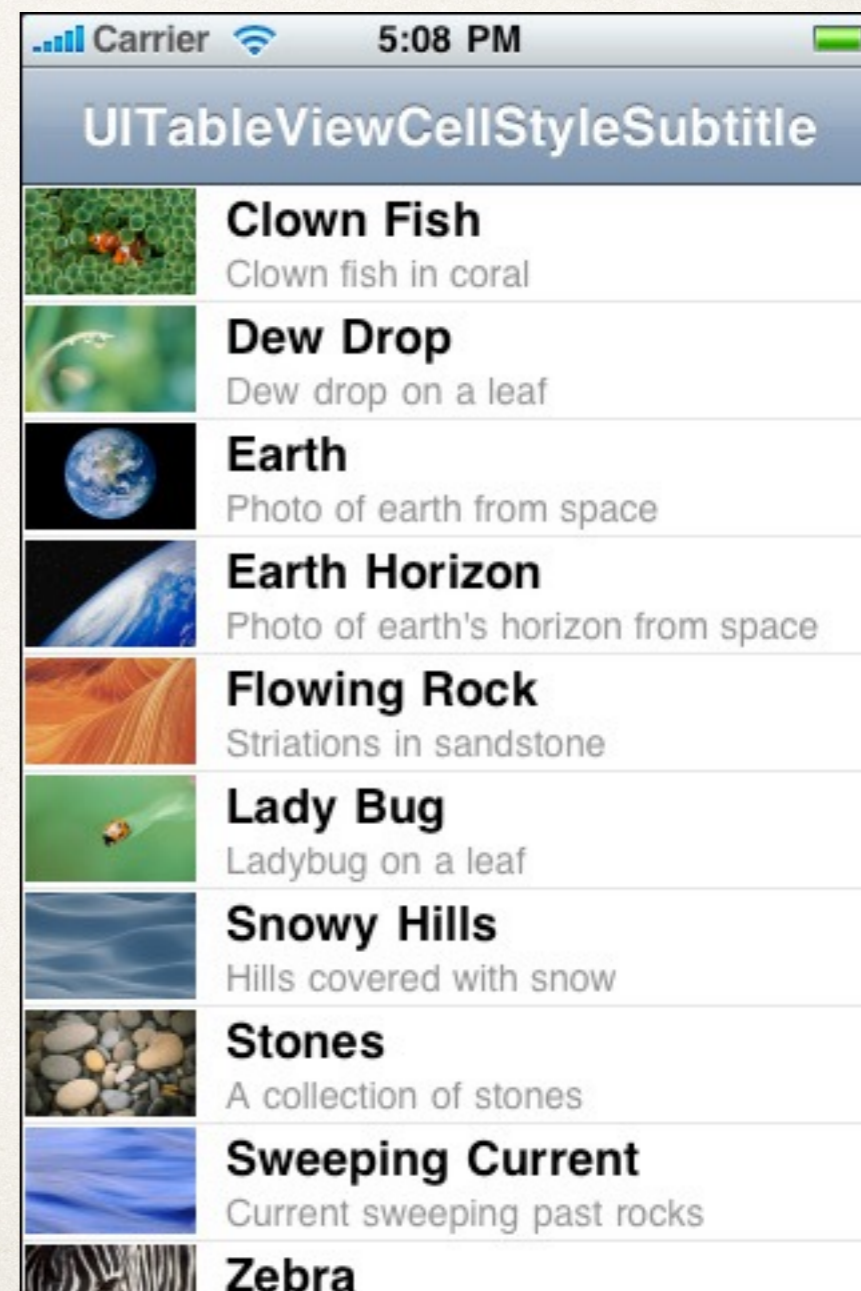 Carrier 5:08 PM
UITableViewCellStyleSubtitle
Clown Fish
Clown fish in coral
Dew Drop
Dew drop on a leaf
Earth
Photo of earth from space
Earth Horizon
Photo of earth's horizon from space
Flowing Rock
Striations in sandstone
Lady Bug
Ladybug on a leaf
Snowy Hills
Hills covered with snow
Stones
A collection of stones
Sweeping Current
Current sweeping past rocks
Zebra